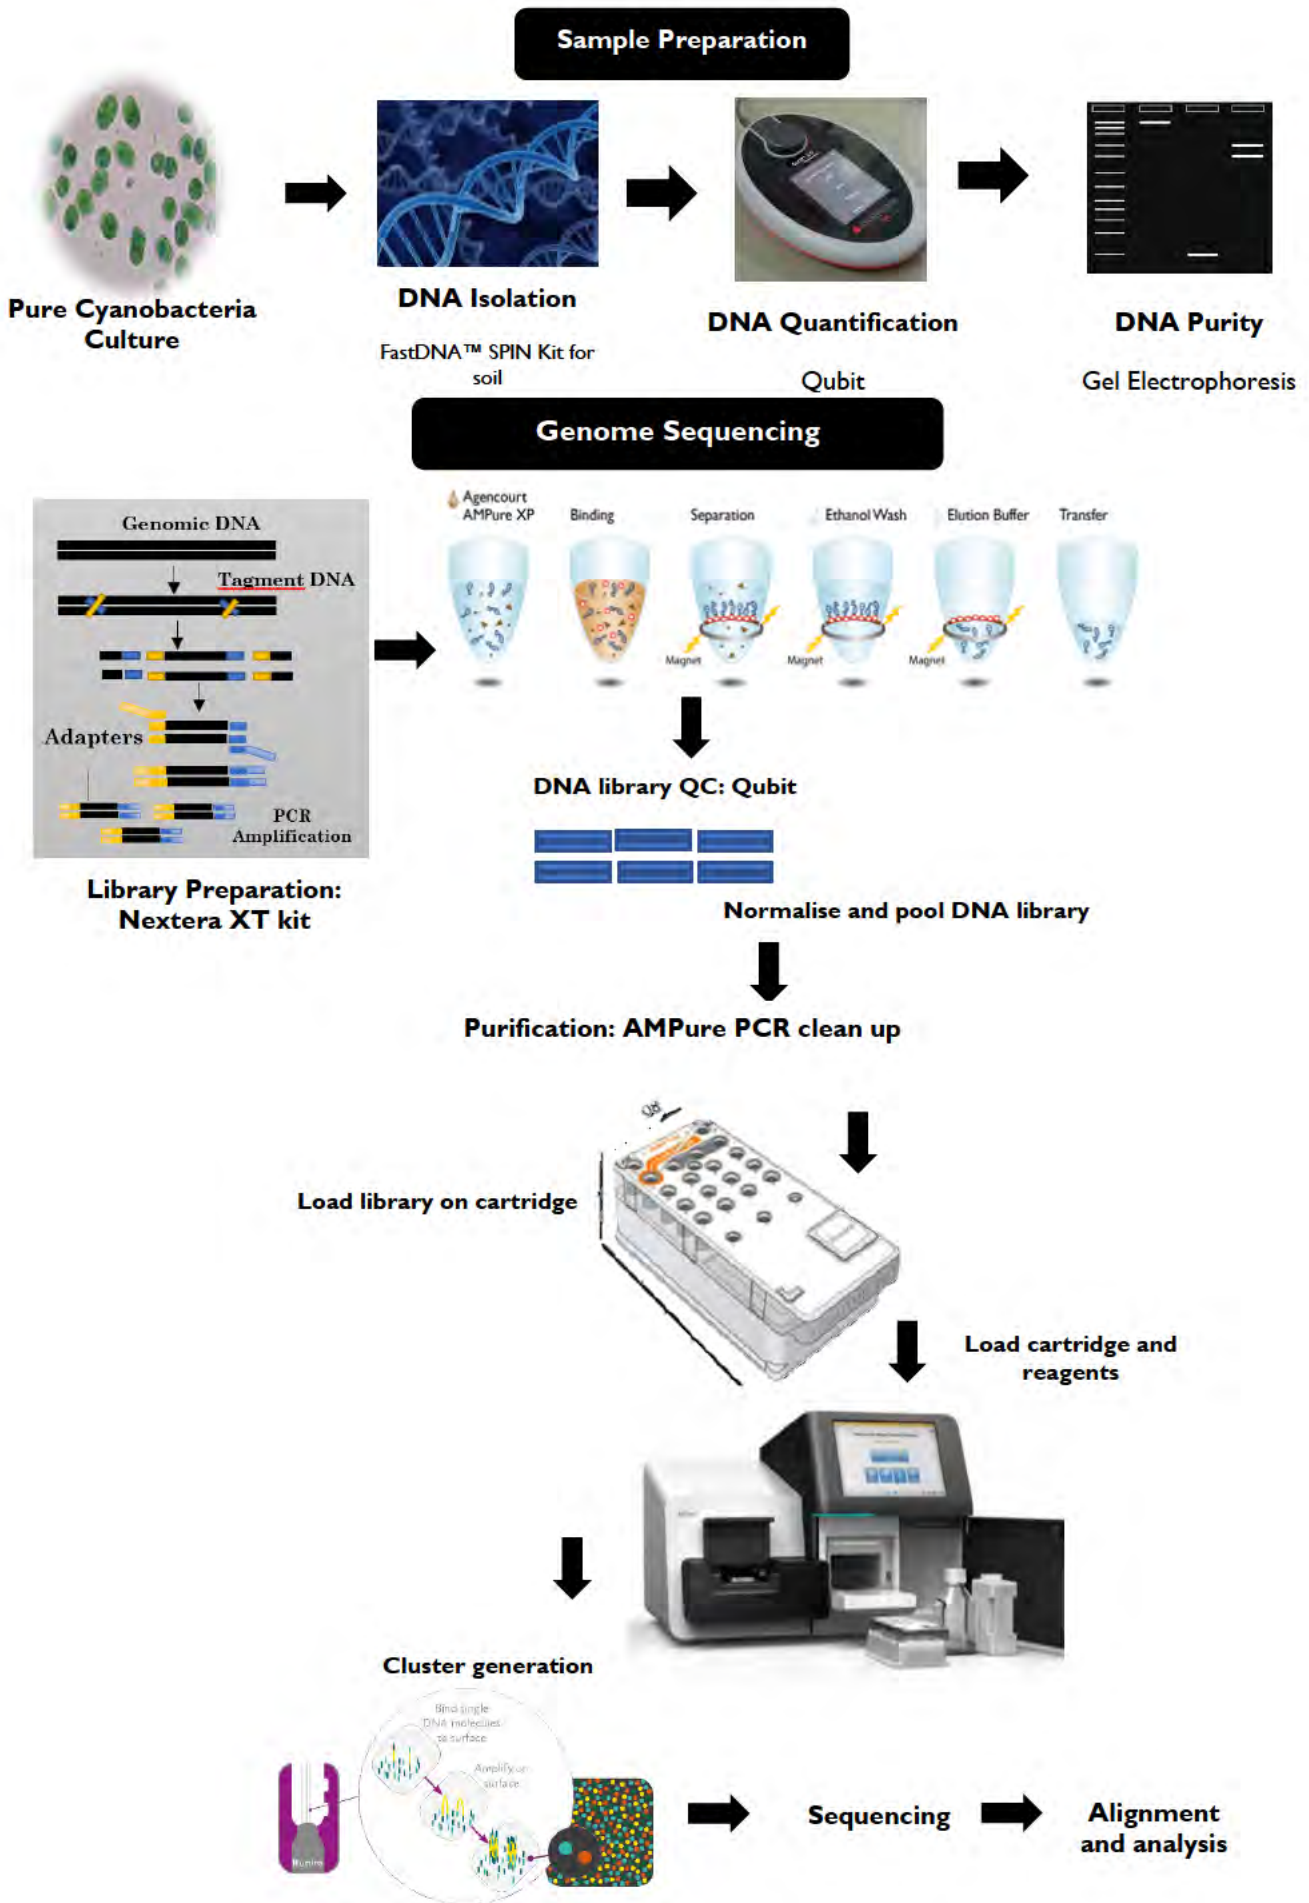 Sample Preparation
Pure Cyanobacteria
Culture
DNA Isolation
FastDNA™ SPIN Kit for
soil
DNA Quantification
Qubit
DNA Purity
Gel Electrophoresis
Genome Sequencing
Genomic DNA
Tagment DNA
Adapters
PCR
Amplification
Library Preparation:
Nextera XT kit
Agencourt
AMPure XP
Binding
Separation
Ethanol Wash
Elution Buffer
Transfer
Magnet
Magnet
Magnet
DNA library QC: Qubit
Normalise and pool DNA library
Purification: AMPure PCR clean up
Load library on cartridge
Load cartridge and
reagents
Cluster generation
Bind single
DNA molecules
to surface
Amplify on
surface
Sequencing
Alignment
and analysis